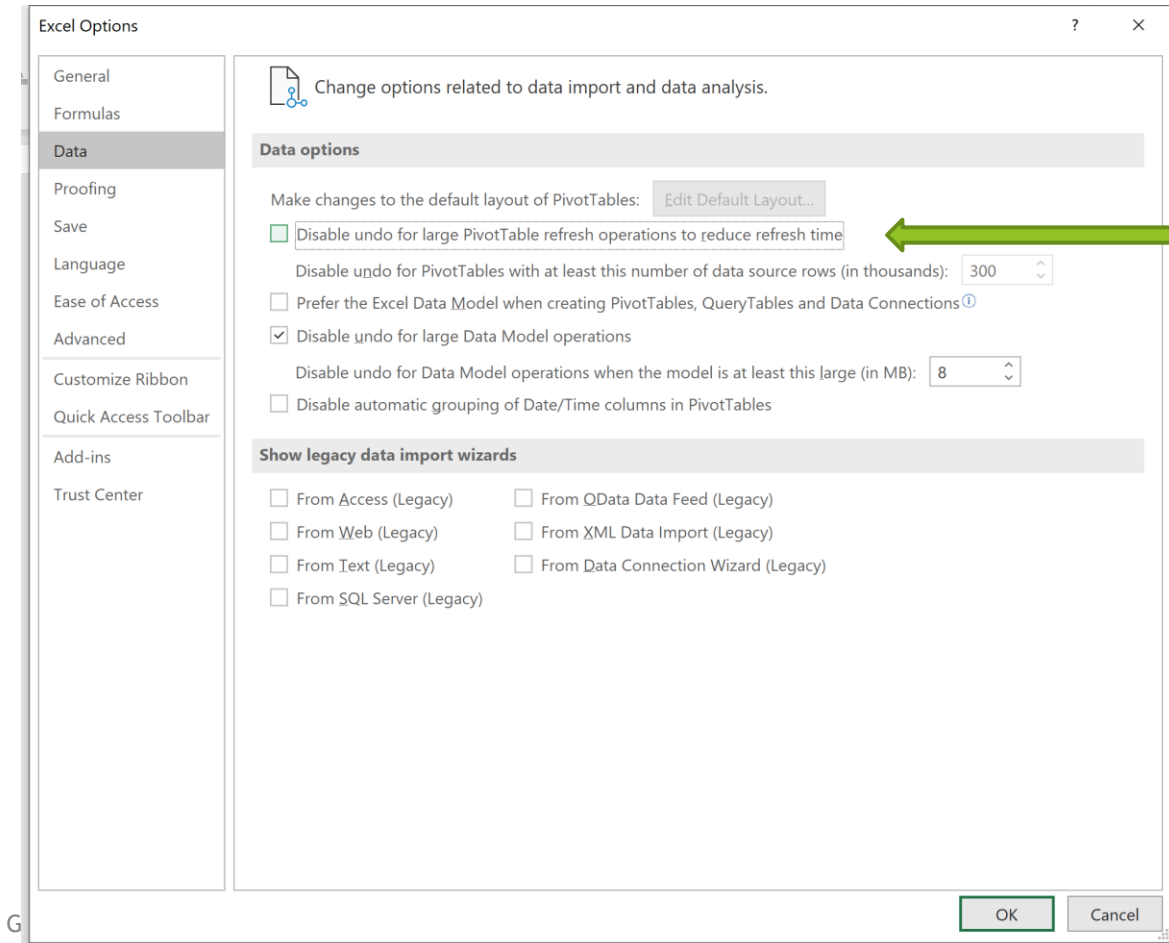 Excel Options ? ×
General
Formulas
Data
Proofing
Save
Language
Ease of Access
Advanced
Customize Ribbon
Quick Access Toolbar
Add-ins
Trust Center
Change options related to data import and data analysis.
Data options
Make changes to the default layout of PivotTables: Edit Default Layout...
Disable undo for large PivotTable refresh operations to reduce refresh time
Disable undo for PivotTables with at least this number of data source rows (in thousands): 300
Prefer the Excel Data Model when creating PivotTables, QueryTables and Data Connections
Disable undo for large Data Model operations
Disable undo for Data Model operations when the model is at least this large (in MB): 8
Disable automatic grouping of Date/Time columns in PivotTables
Show legacy data import wizards
From Access (Legacy) From OData Data Feed (Legacy)
From Web (Legacy) From XML Data Import (Legacy)
From Text (Legacy) From Data Connection Wizard (Legacy)
From SQL Server (Legacy)
OK Cancel
G